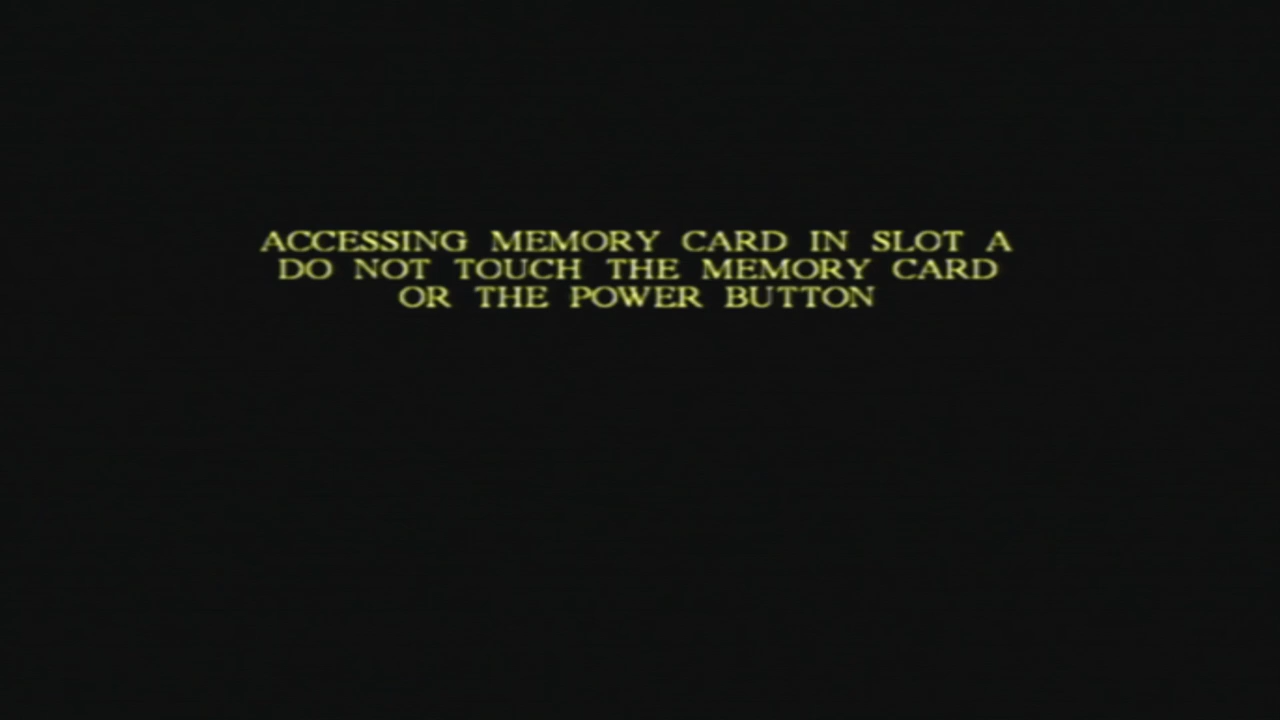 ACCESSING MEMORY CARD IN SLOT A
DO NOT TOUCH THE MEMORY CARD
OR THE POWER BUTTON